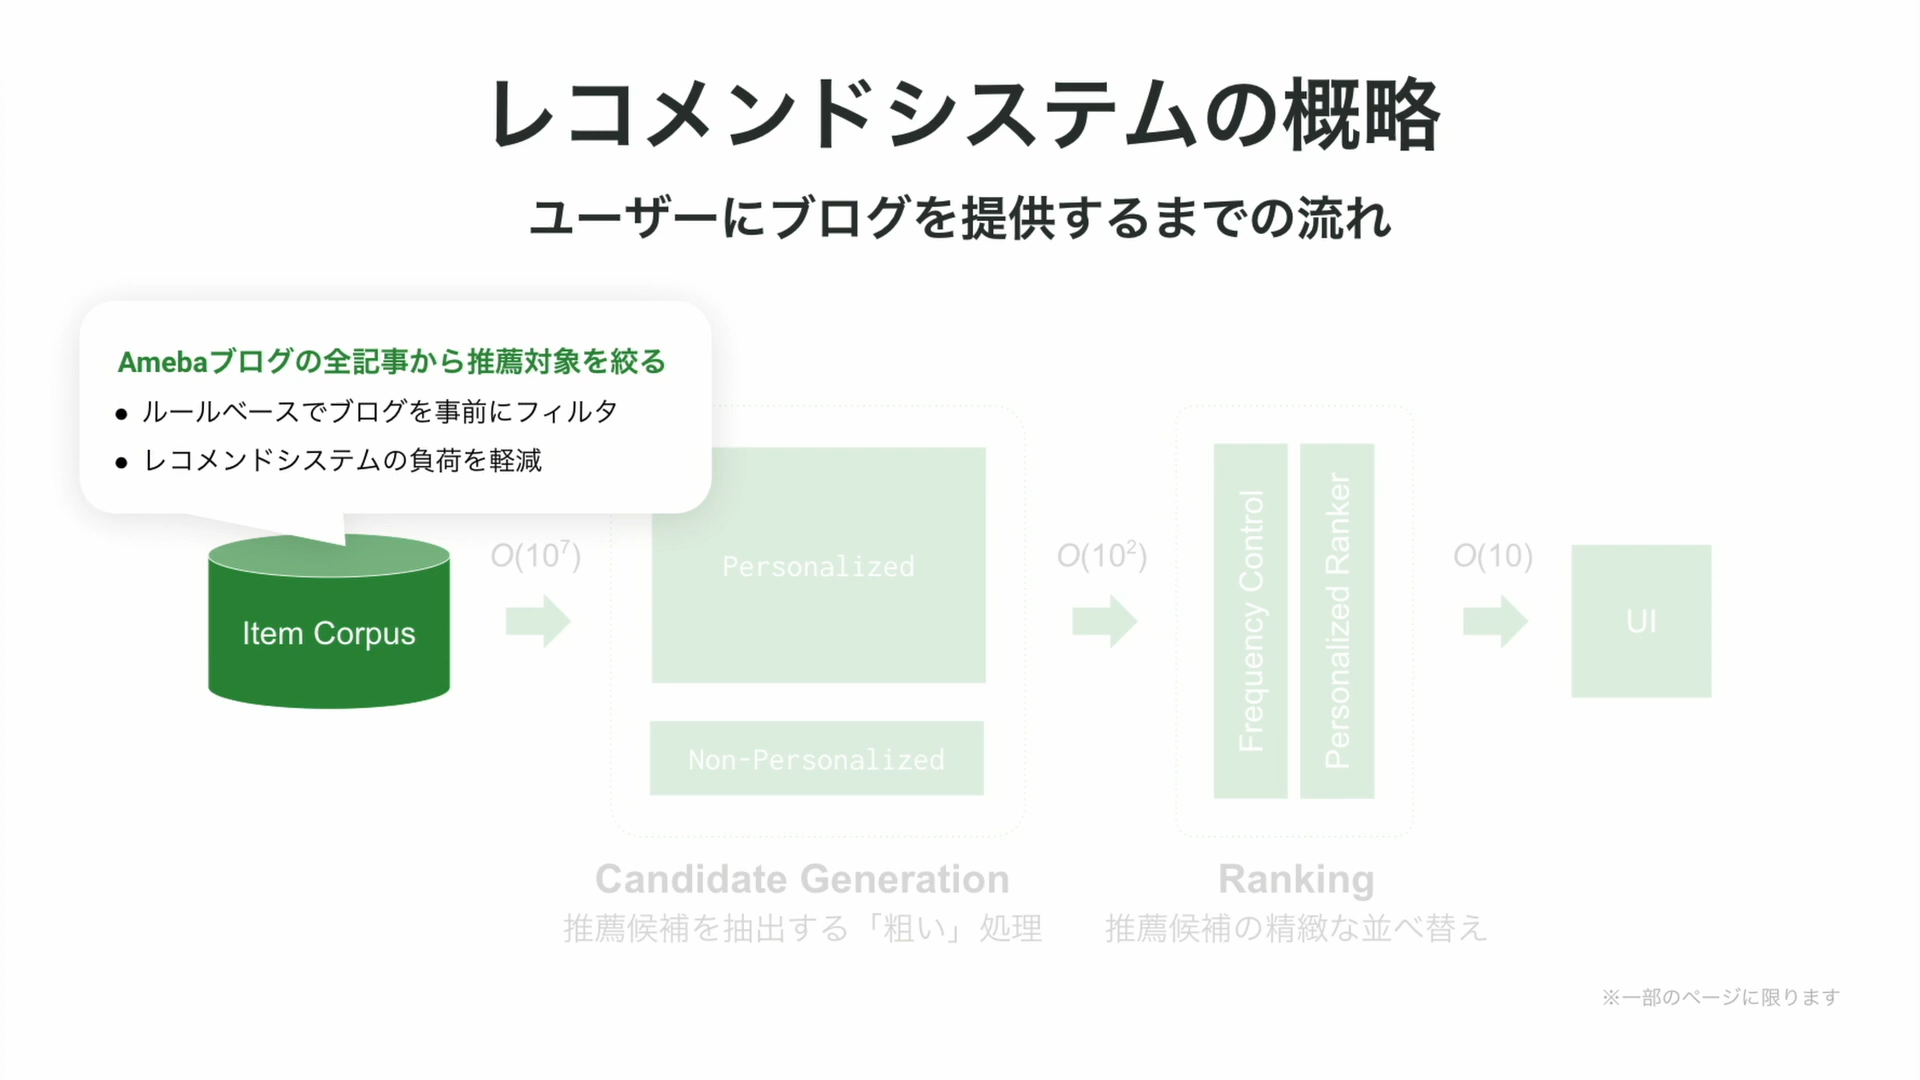 レコメンドシステムの概略
ユーザーにブログを提供するまでの流れ
Amebaブログの全記事から推薦対象を絞る
● ルールベースでブログを事前にフィルタ
● レコメンドシステムの負荷を軽減
Item Corpus
O(10⁷)
Personalized
Non-Personalized
Candidate Generation
推薦候補を抽出する「粗い」処理
O(10²)
Frequency Control
Personalized Ranker
Ranking
推薦候補の精緻な並べ替え
O(10)
UI
※一部のページに限ります